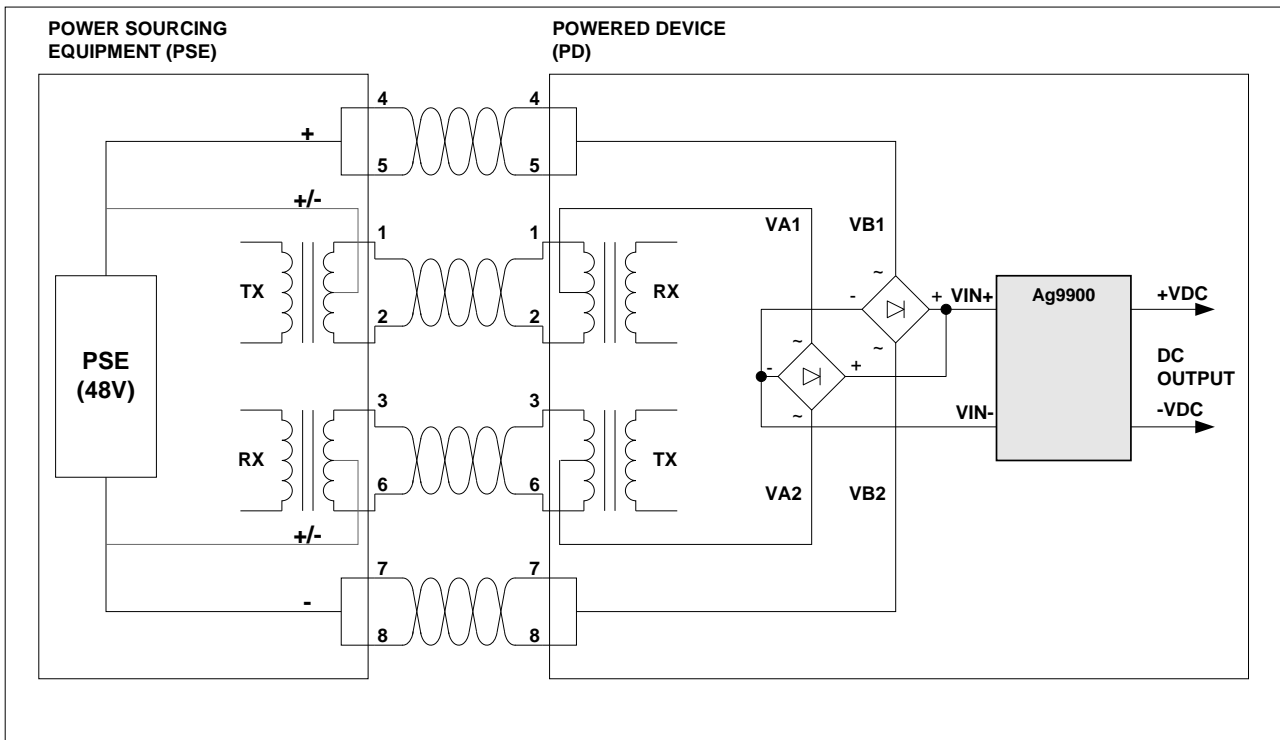 POWER SOURCING
EQUIPMENT (PSE)
POWERED DEVICE
(PD)
4
4
+
5
5
+/-
1
1
VA1
VB1
TX
RX
~
-
+
VIN+
Ag9900
+VDC
2
2
~
~
PSE
(48V)
-
+
DC
OUTPUT
~
3
3
VIN-
-VDC
RX
TX
6
6
VA2
VB2
+/-
7
7
-
8
8